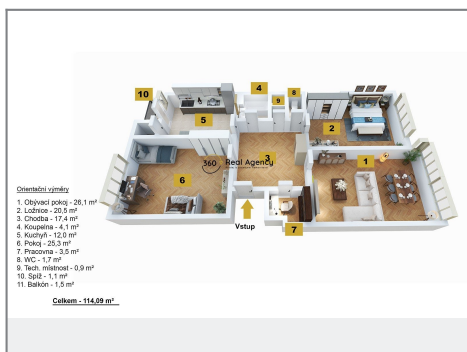 10
4
8
9
5
2
3
360
Real Agency
6
1
Vstup
7
Orientační výměry
1. Obývací pokoj - 26,1 m²
2. Ložnice - 20,5 m²
3. Chodba - 17,4 m²
4. Koupelna - 4,1 m²
5. Kuchyň - 12,0 m²
6. Pokoj - 25,3 m²
7. Pracovna - 3,5 m²
8. WC - 1,7 m²
9. Tech. místnost - 0,9 m²
10. Spíž - 1,1 m²
11. Balkón - 1,5 m²
Celkem - 114,09 m²